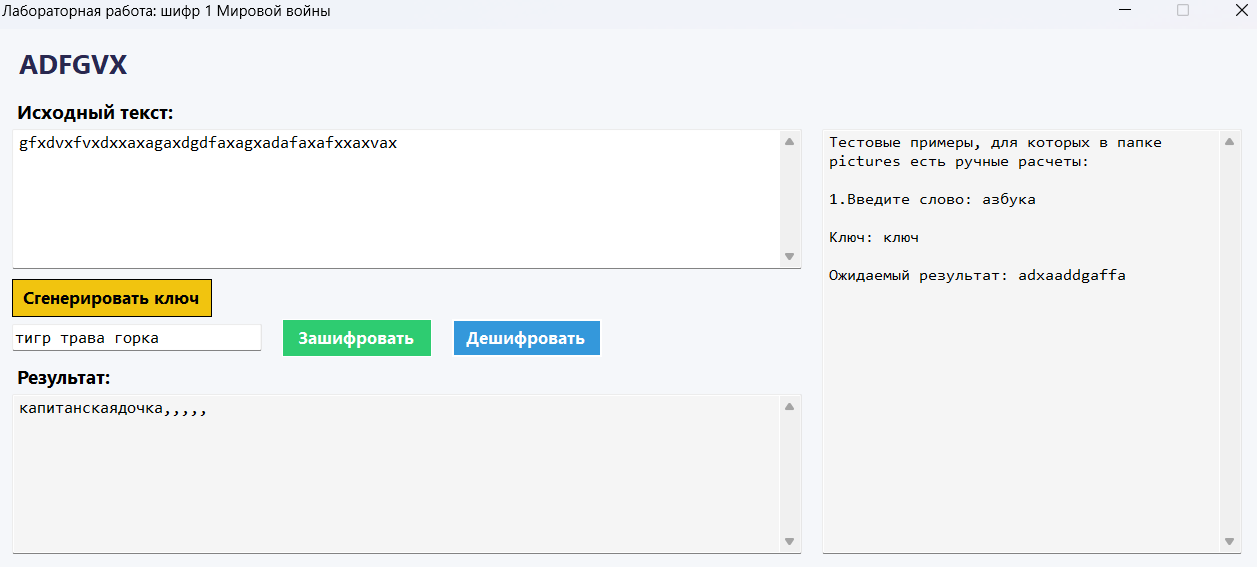 Лабораторная работа: шифр 1 Мировой войны
ADFGVX
Исходный текст:
gfxdvxfvxdxxaxagaxdgdfaxagxadafaxafxxaxvax
Сгенерировать ключ
тигр трава горка
Зашифровать
Дешифровать
Результат:
капитанскаядочка,,,,,
Тестовые примеры, для которых в папке
pictures есть ручные расчеты:
1.Введите слово: азбука
Ключ: ключ
Ожидаемый результат: adxaaddgaffa